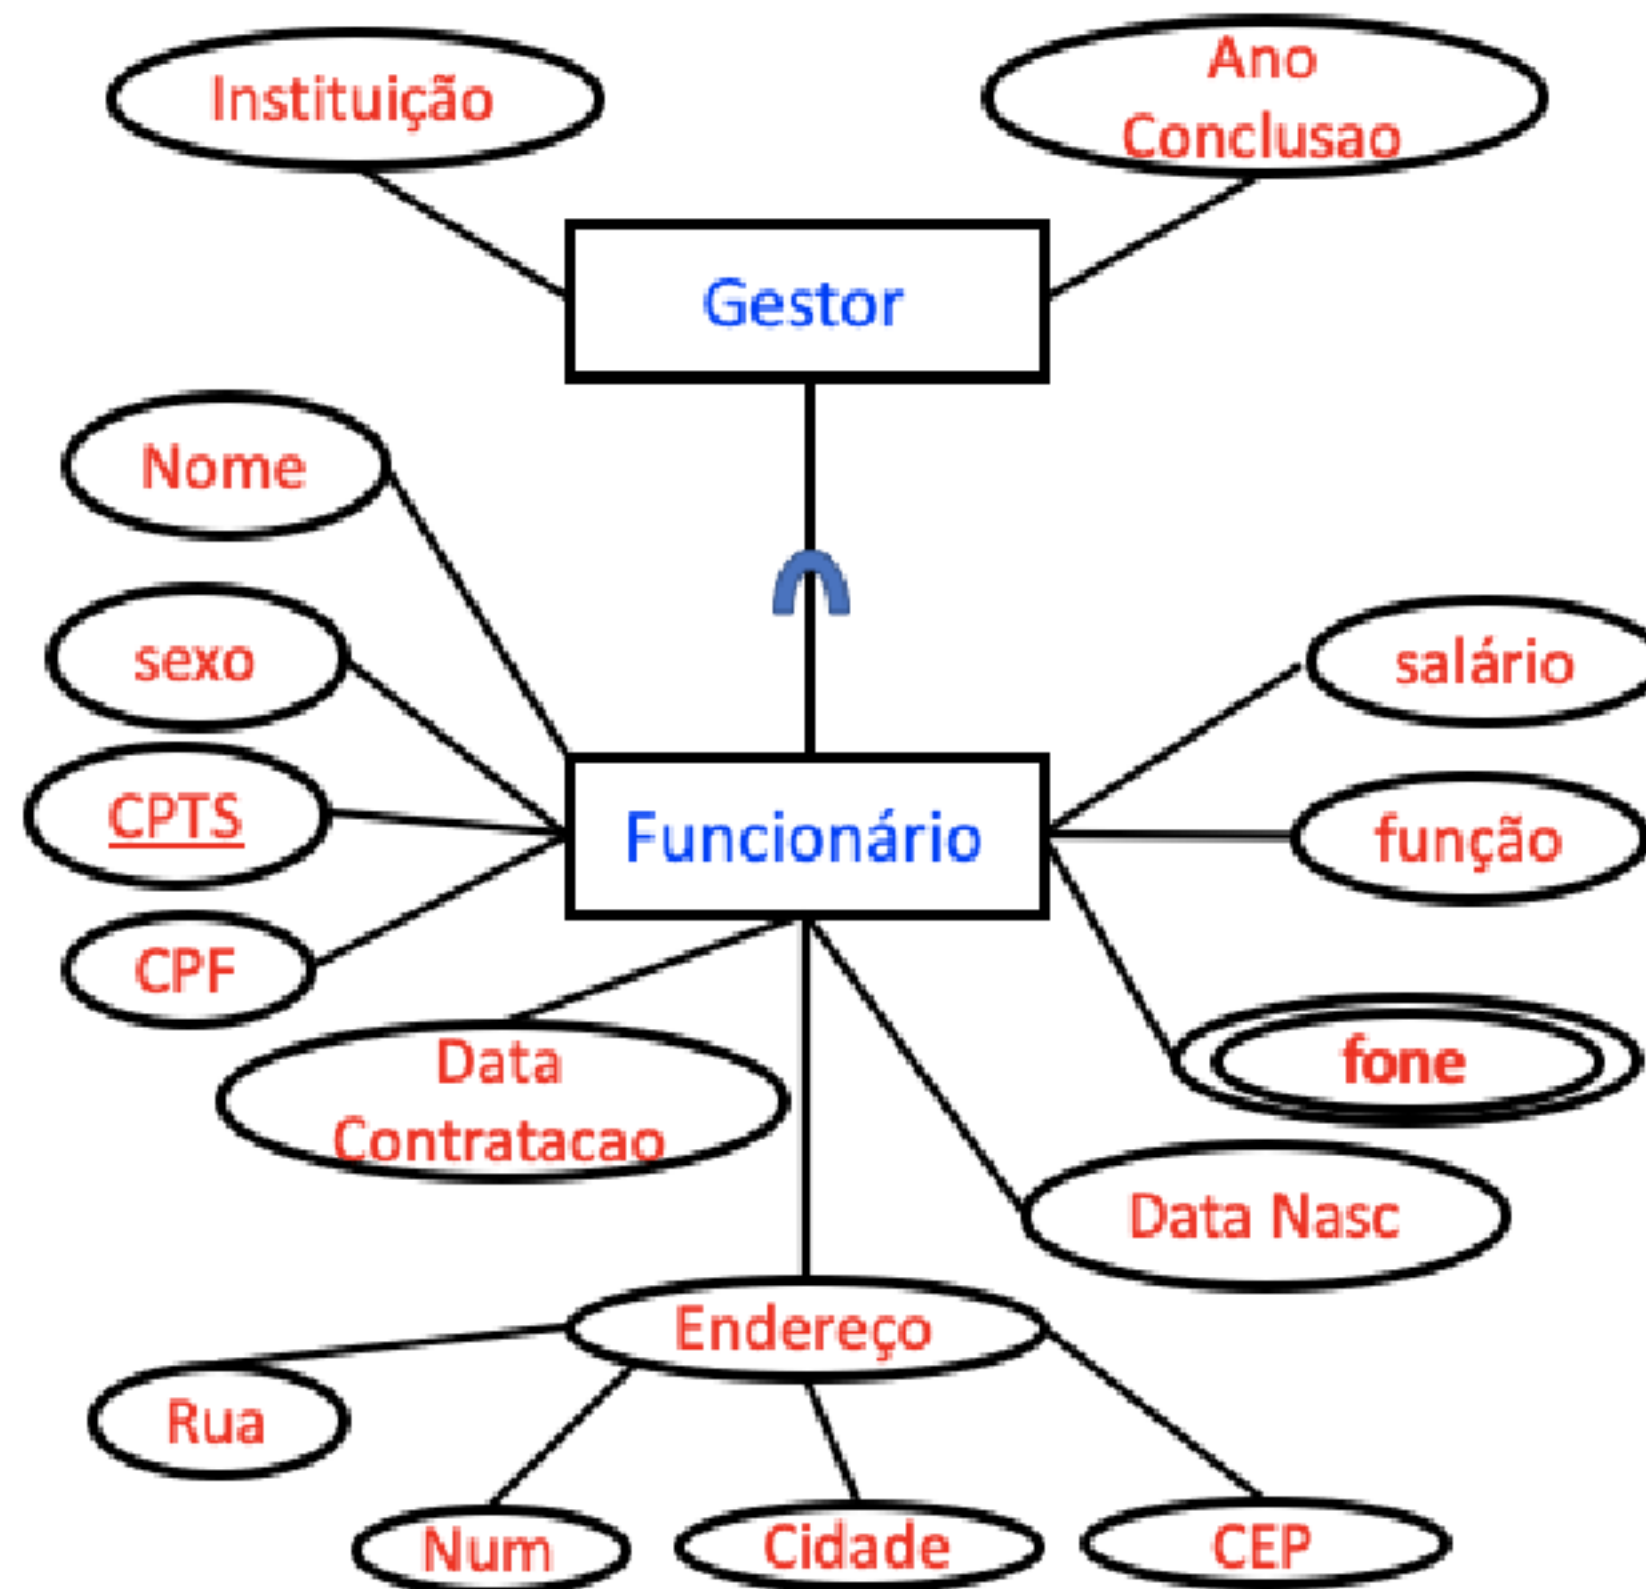 Instituição
Ano
Conclusao
Gestor
Nome
sexo
salário
CPTS
Funcionário
função
CPF
Data
Contratacao
fone
Data Nasc
Endereço
Rua
Num
Cidade
CEP